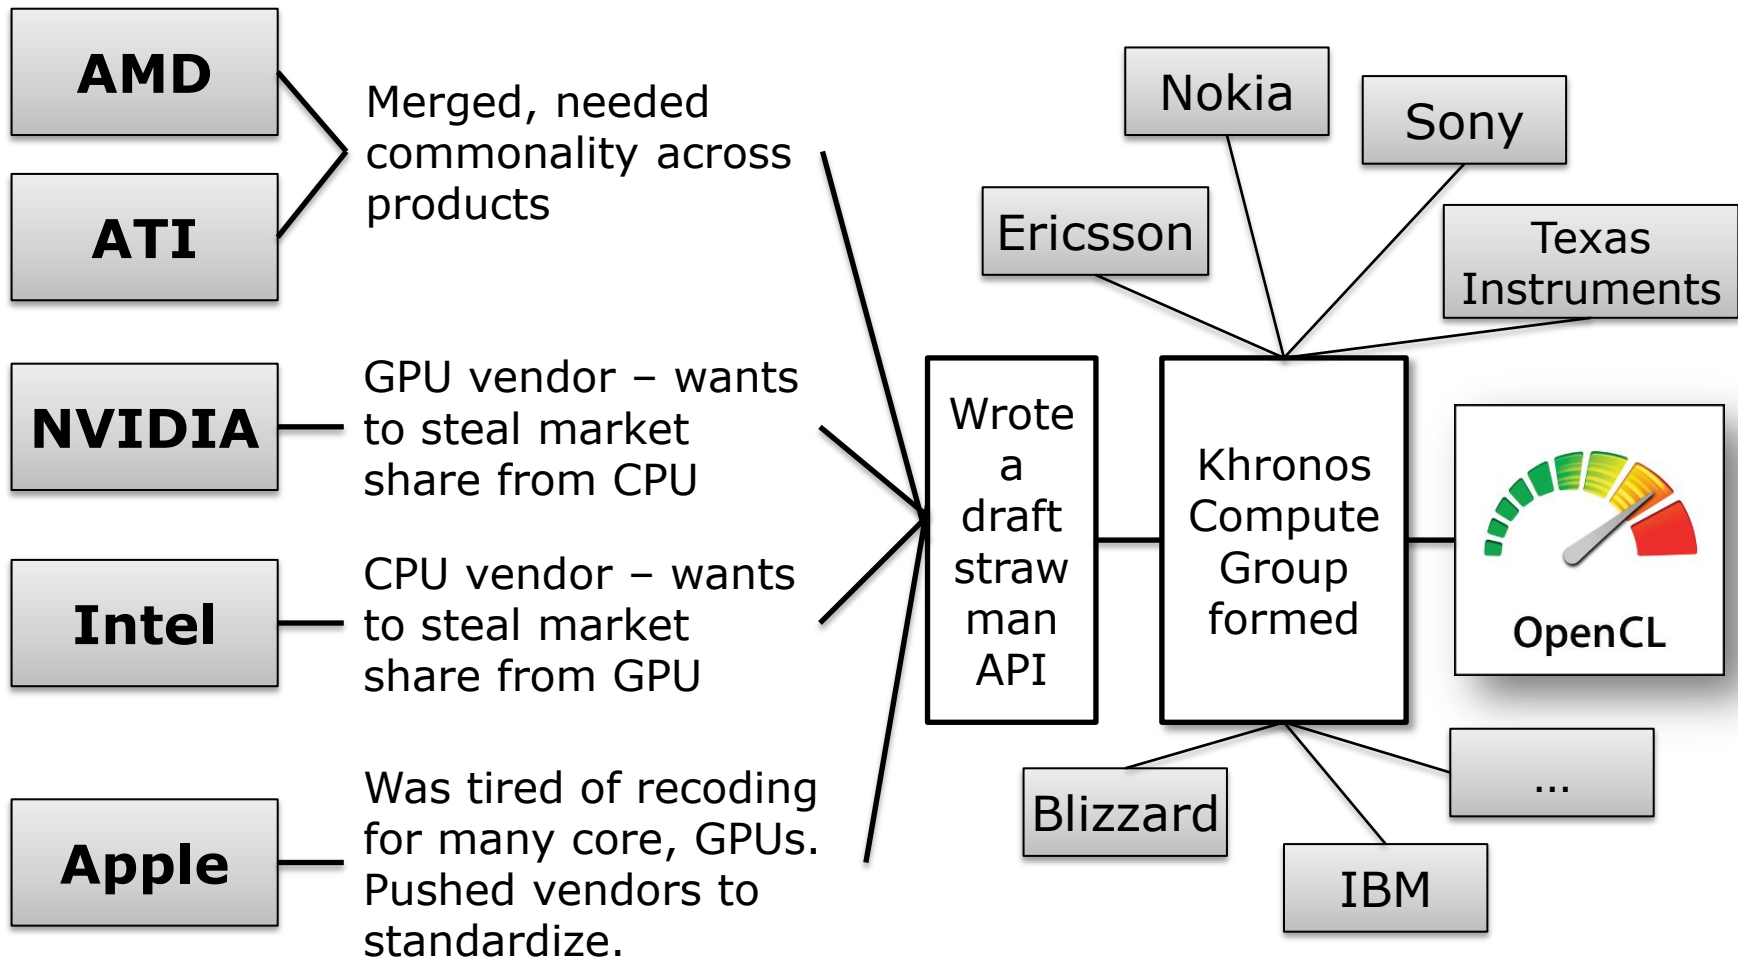 AMD
ATI
Merged, needed
commonality across
products
NVIDIA
GPU vendor – wants
to steal market
share from CPU
Intel
CPU vendor – wants
to steal market
share from GPU
Apple
Was tired of recoding
for many core, GPUs.
Pushed vendors to
standardize.
Wrote
a
draft
straw
man
API
Nokia
Sony
Ericsson
Texas
Instruments
Khronos
Compute
Group
formed
OpenCL
Blizzard
IBM
...